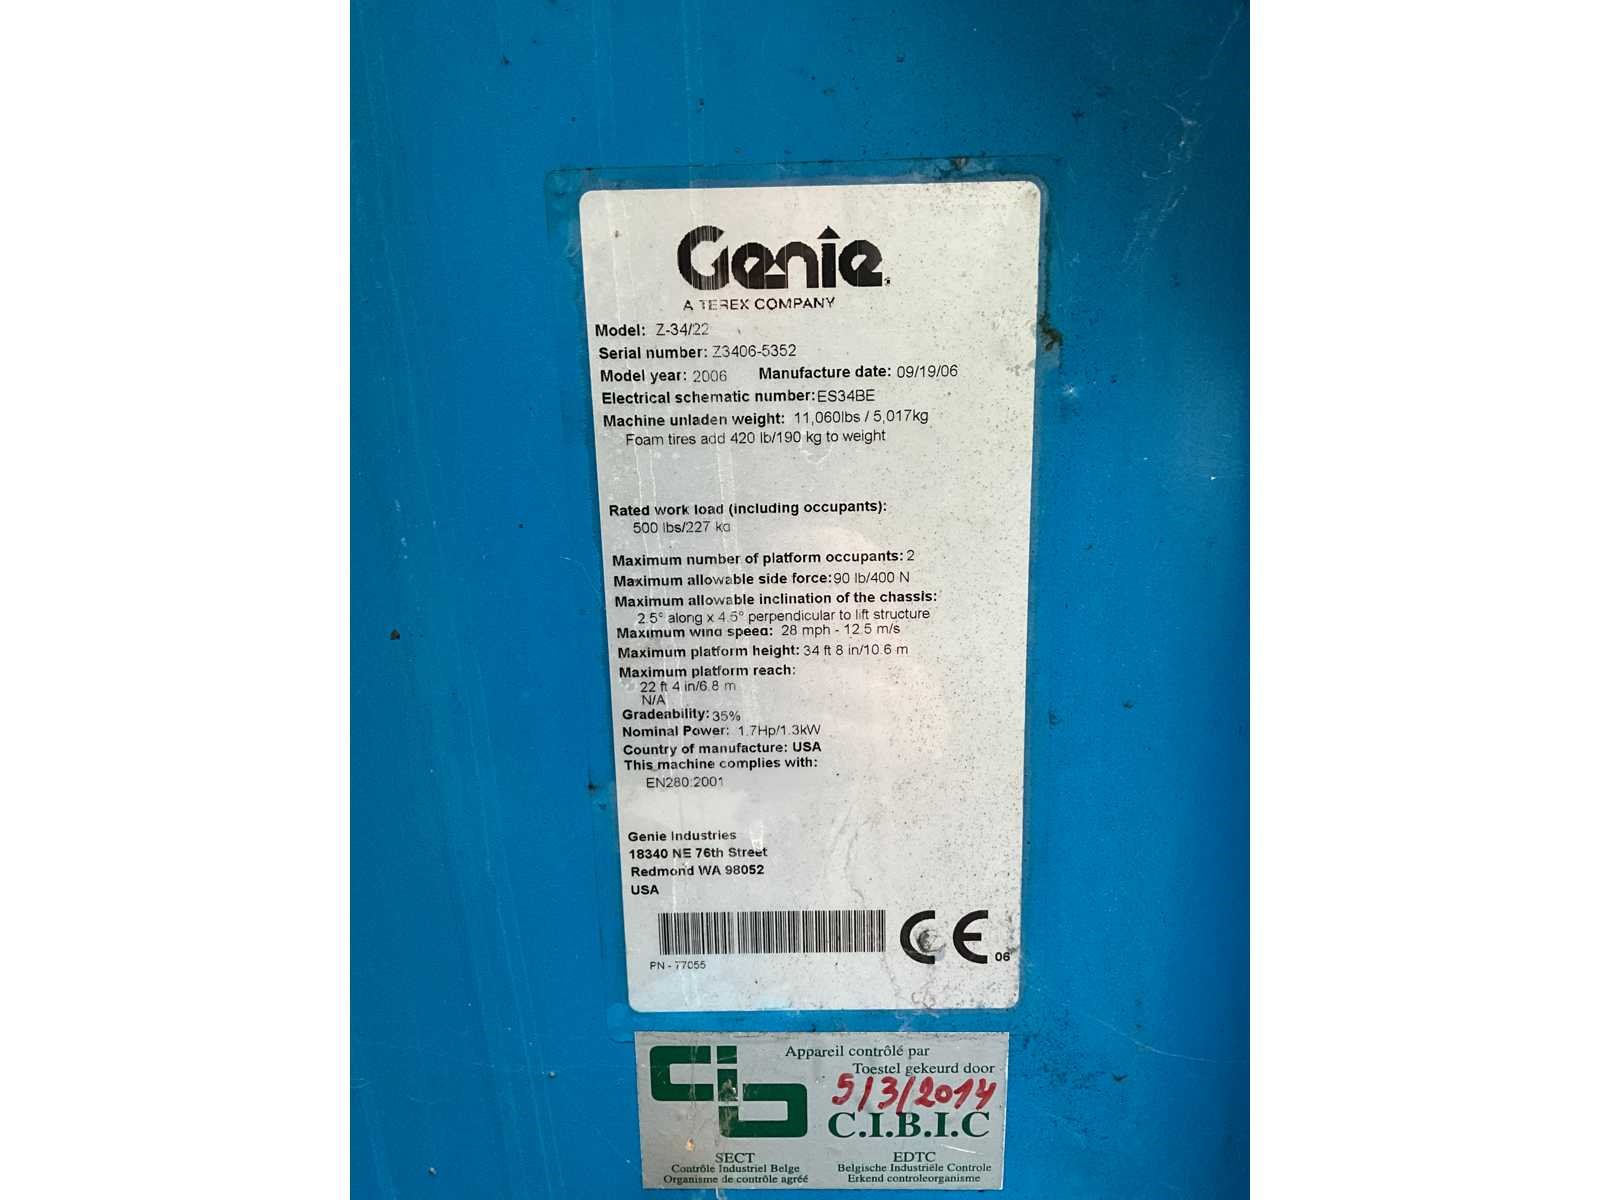 Genie
A TEREX COMPANY
Model: Z-34/22
Serial number: Z3406-5352
Model year: 2006 Manufacture date: 09/19/06
Electrical schematic number: ES34BE
Machine unladen weight: 11,060lbs / 5,017kg
Foam tires add 420 lb/190 kg to weight
Rated work load (including occupants):
500 lbs/227 kg
Maximum number of platform occupants: 2
Maximum allowable side force: 90 lb/400 N
Maximum allowable inclination of the chassis:
2.5° along x 4.5° perpendicular to lift structure
Maximum wind speed: 28 mph - 12.5 m/s
Maximum platform height: 34 ft 8 in/10.6 m
Maximum platform reach:
22 ft 4 in/6.8 m
N/A
Gradeability: 35%
Nominal Power: 1.7Hp/1.3kW
Country of manufacture: USA
This machine complies with:
EN280:2001
Genie Industries
18340 NE 76th Street
Redmond WA 98052
USA
PN - 77055
CE 06
cib
Appareil contrôlé par
Toestel gekeurd door
5/3/2014
C.I.B.I.C
SECT
Contrôle Industriel Belge
Organisme de contrôle agréé
EDTC
Belgische Industriële Controle
Erkend controleorganisme